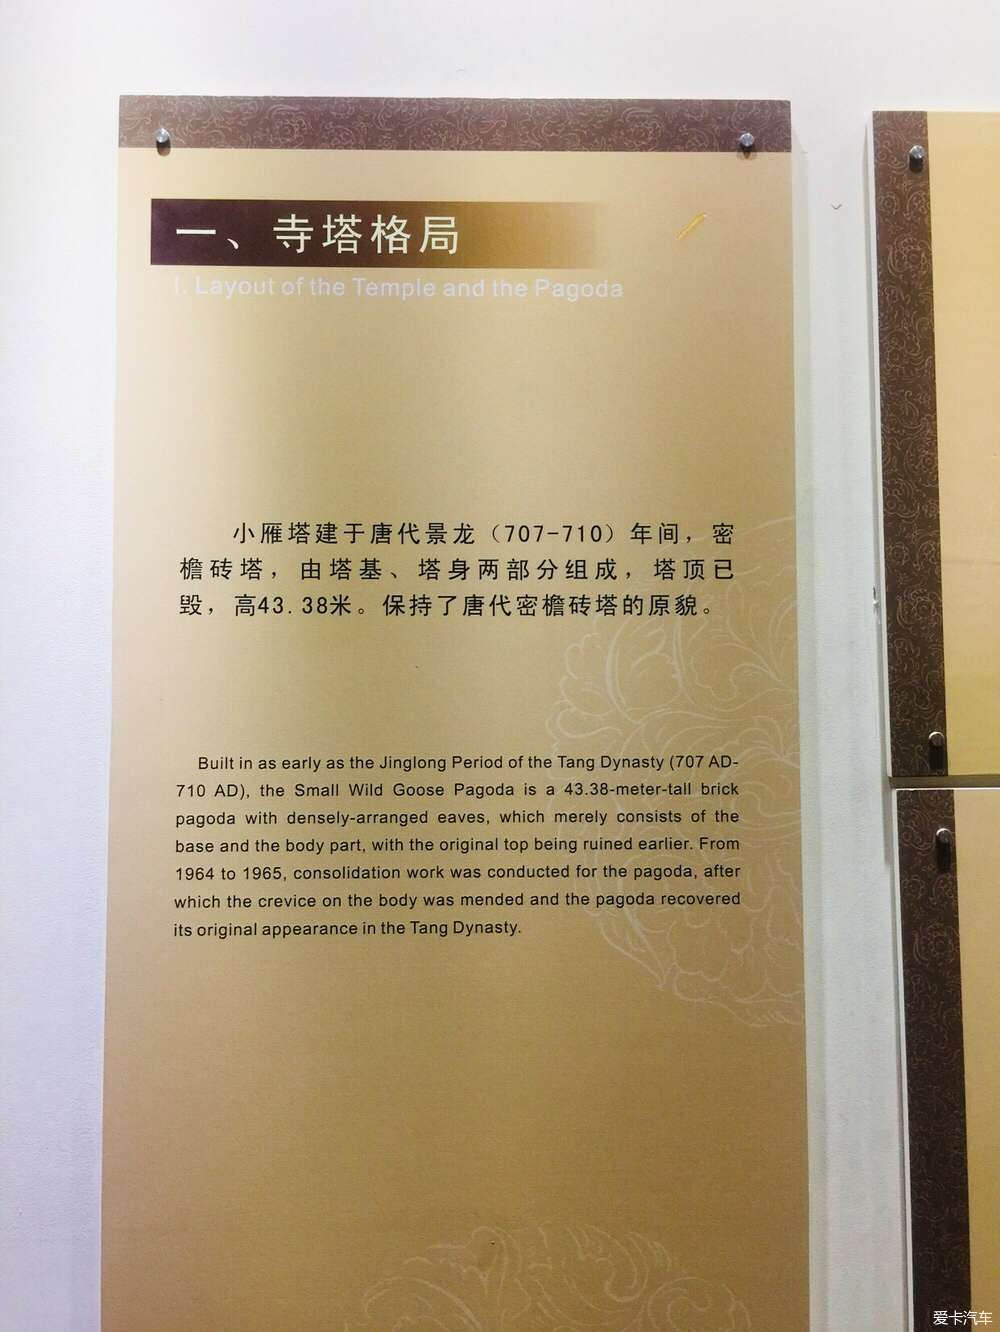 一、寺塔格局
I. Layout of the Temple and the Pagoda
小雁塔建于唐代景龙（707-710）年间，密
檐砖塔，由塔基、塔身两部分组成，塔顶已
毁，高43.38米。保持了唐代密檐砖塔的原貌。
Built in as early as the Jinglong Period of the Tang Dynasty (707 AD-
710 AD), the Small Wild Goose Pagoda is a 43.38-meter-tall brick
pagoda with densely-arranged eaves, which merely consists of the
base and the body part, with the original top being ruined earlier. From
1964 to 1965, consolidation work was conducted for the pagoda, after
which the crevice on the body was mended and the pagoda recovered
its original appearance in the Tang Dynasty.
爱卡汽车